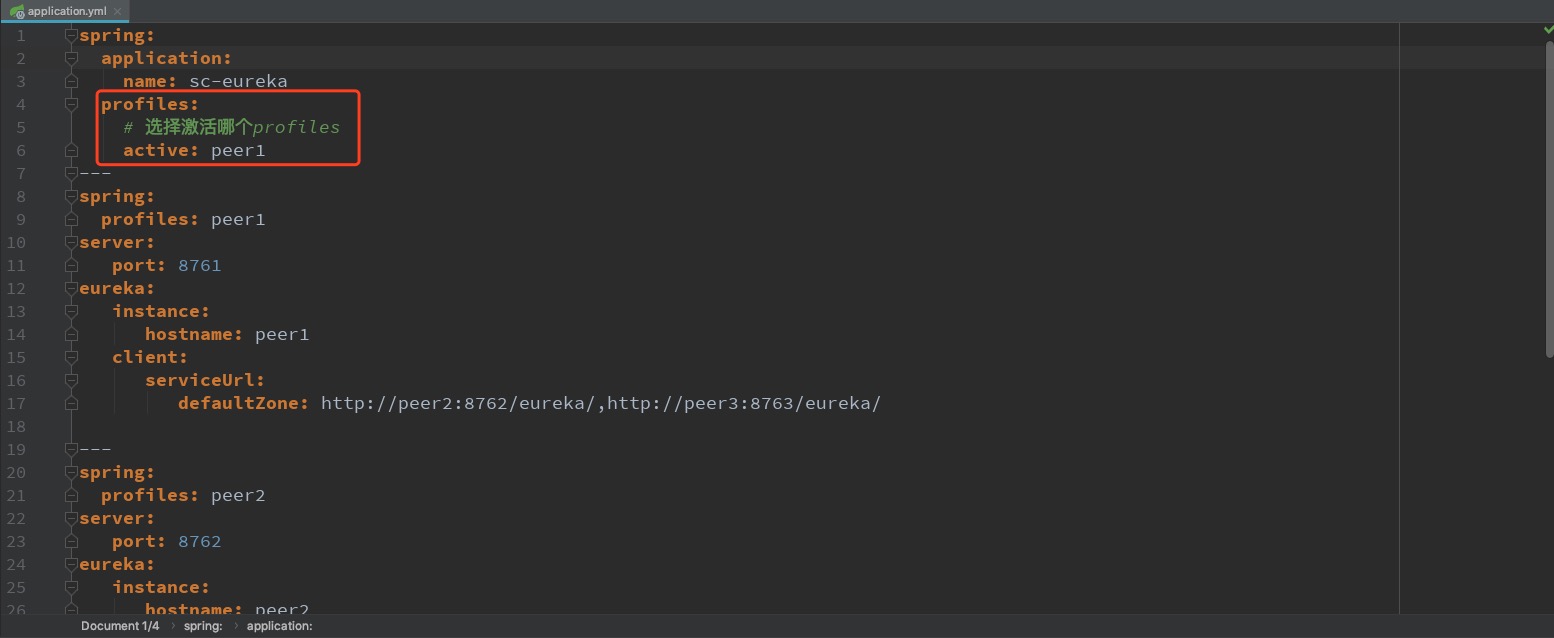 application.yml
1 spring:
2 application:
3 name: sc-eureka
4 profiles:
5 # 选择激活哪个profiles
6 active: peer1
7 ---
8 spring:
9 profiles: peer1
10 server:
11 port: 8761
12 eureka:
13 instance:
14 hostname: peer1
15 client:
16 serviceUrl:
17 defaultZone: http://peer2:8762/eureka/,http://peer3:8763/eureka/
18
19 ---
20 spring:
21 profiles: peer2
22 server:
23 port: 8762
24 eureka:
25 instance:
26 hostname: peer2
Document 1/4 › spring: › application: